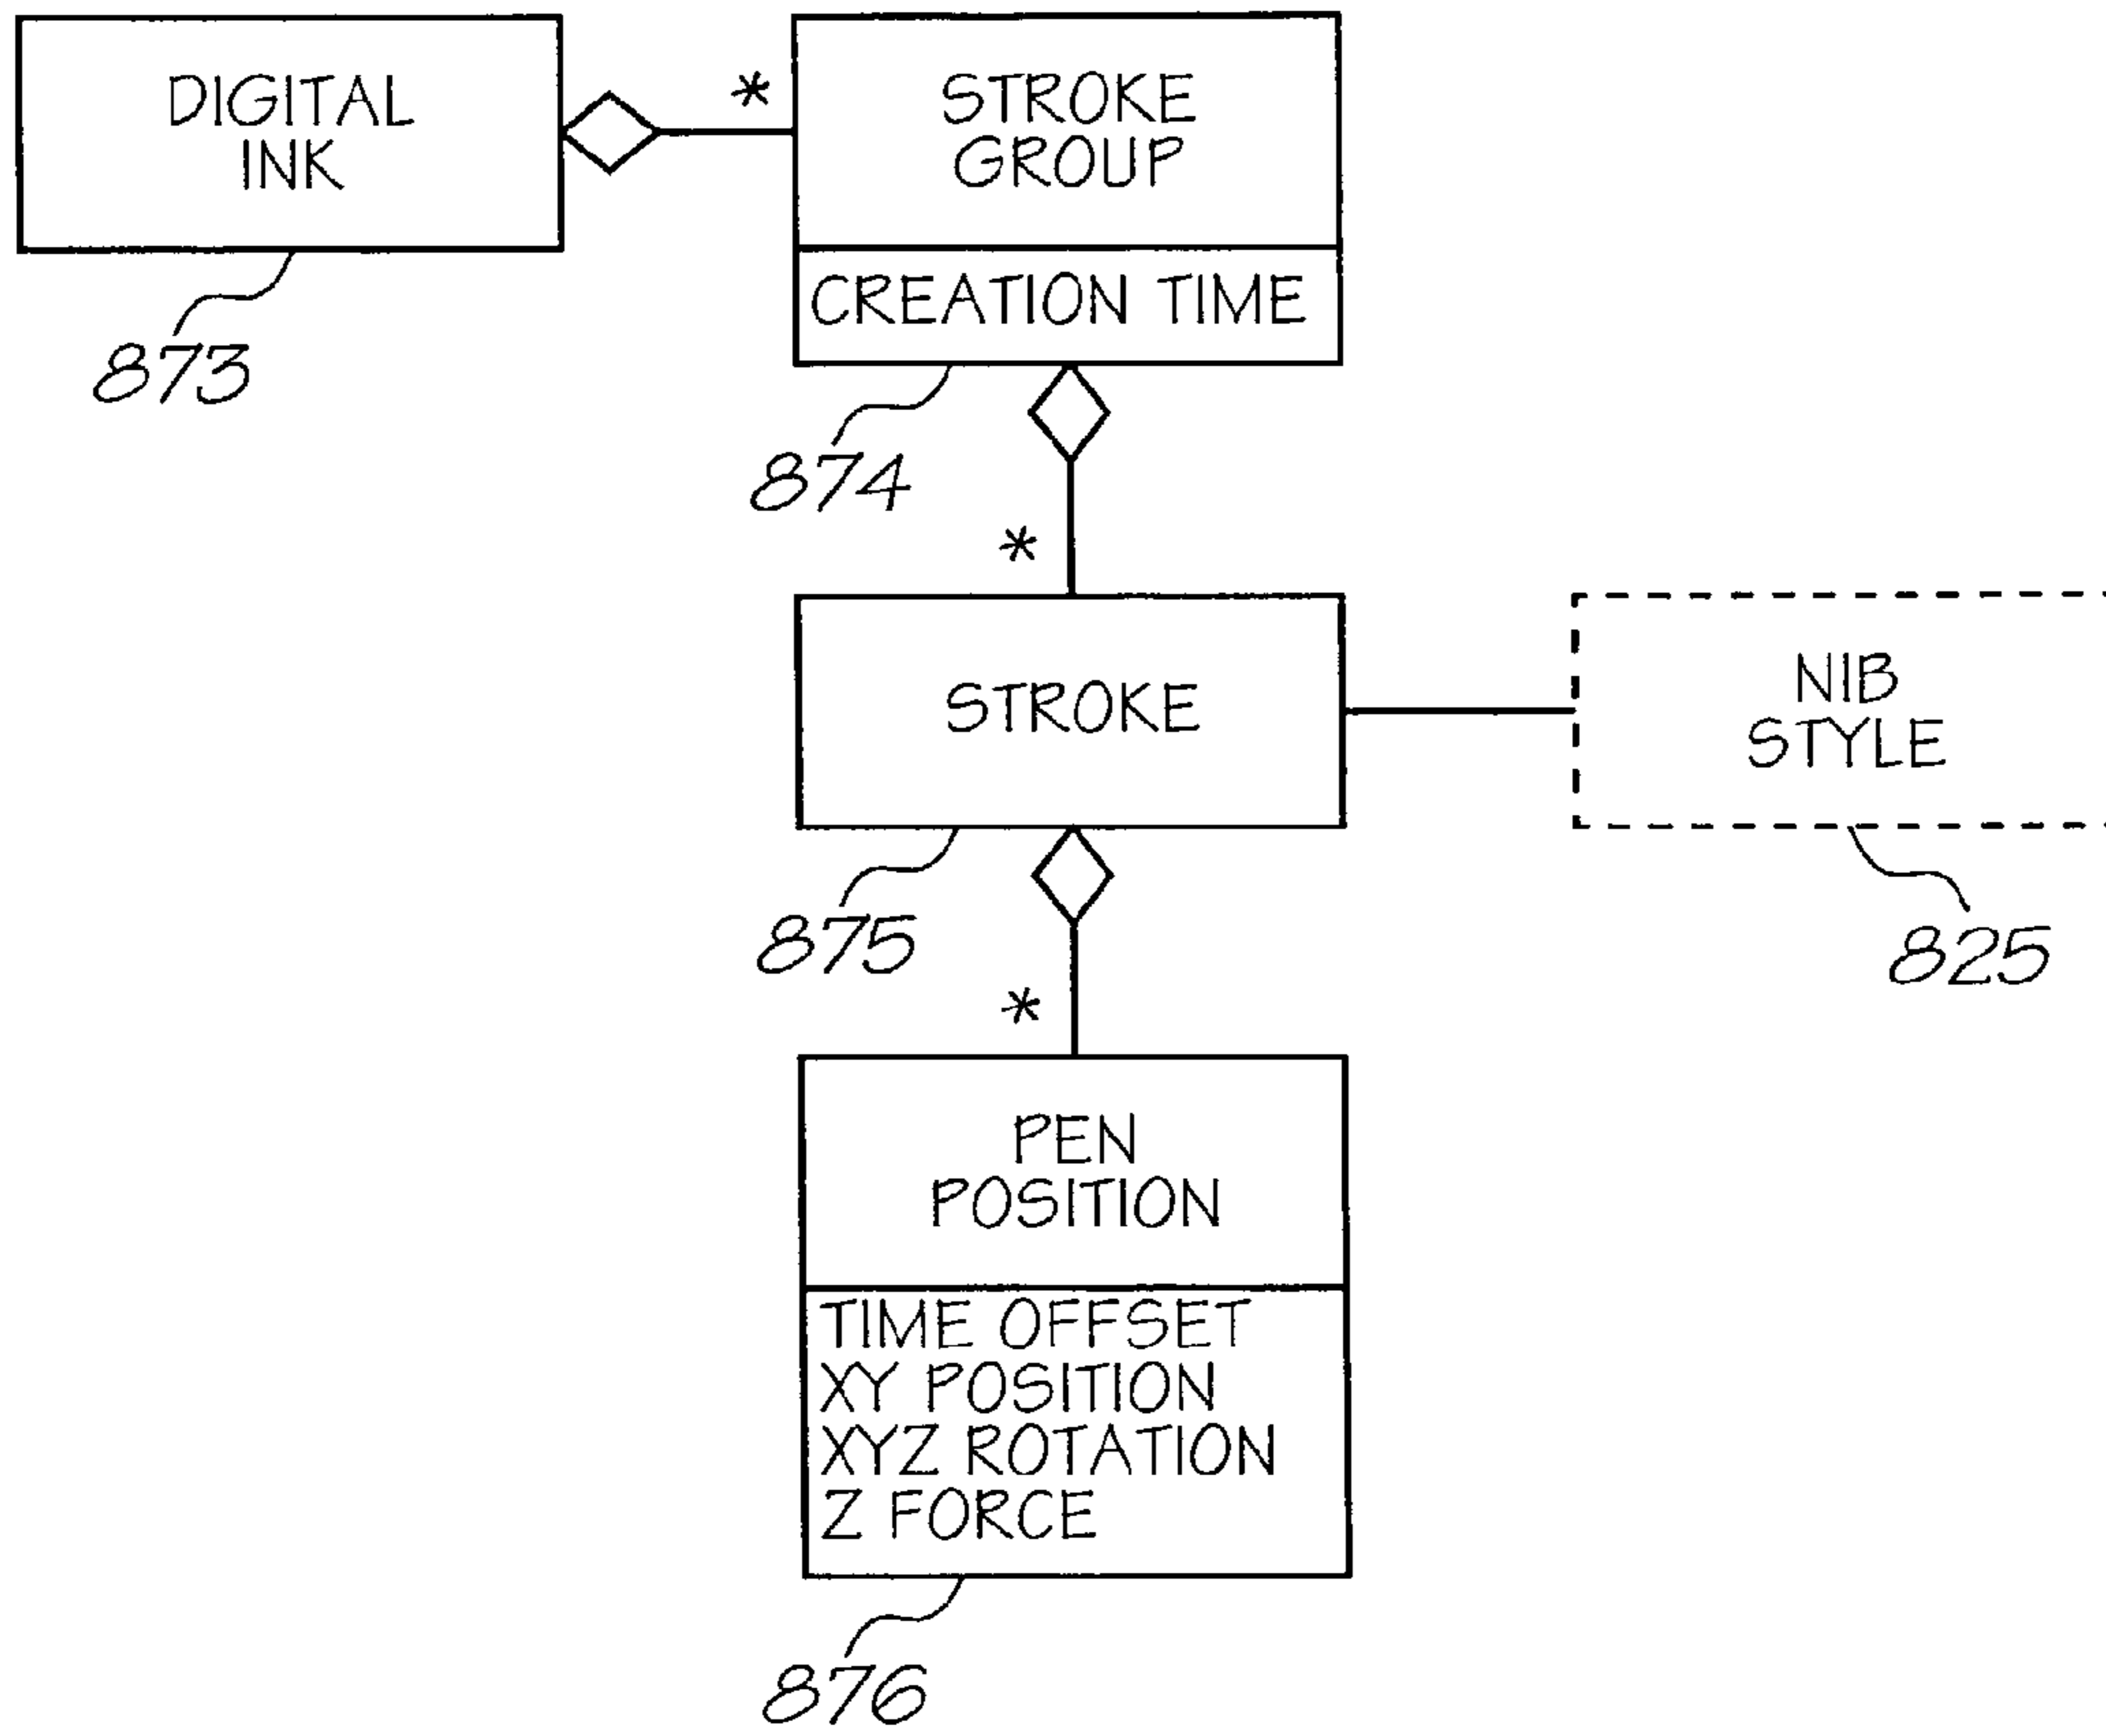 DIGITAL
INK
*
STROKE
GROUP
CREATION TIME
873
874
*
STROKE
NIB
STYLE
875
825
*
PEN
POSITION
TIME OFFSET
XY POSITION
XYZ ROTATION
Z FORCE
876